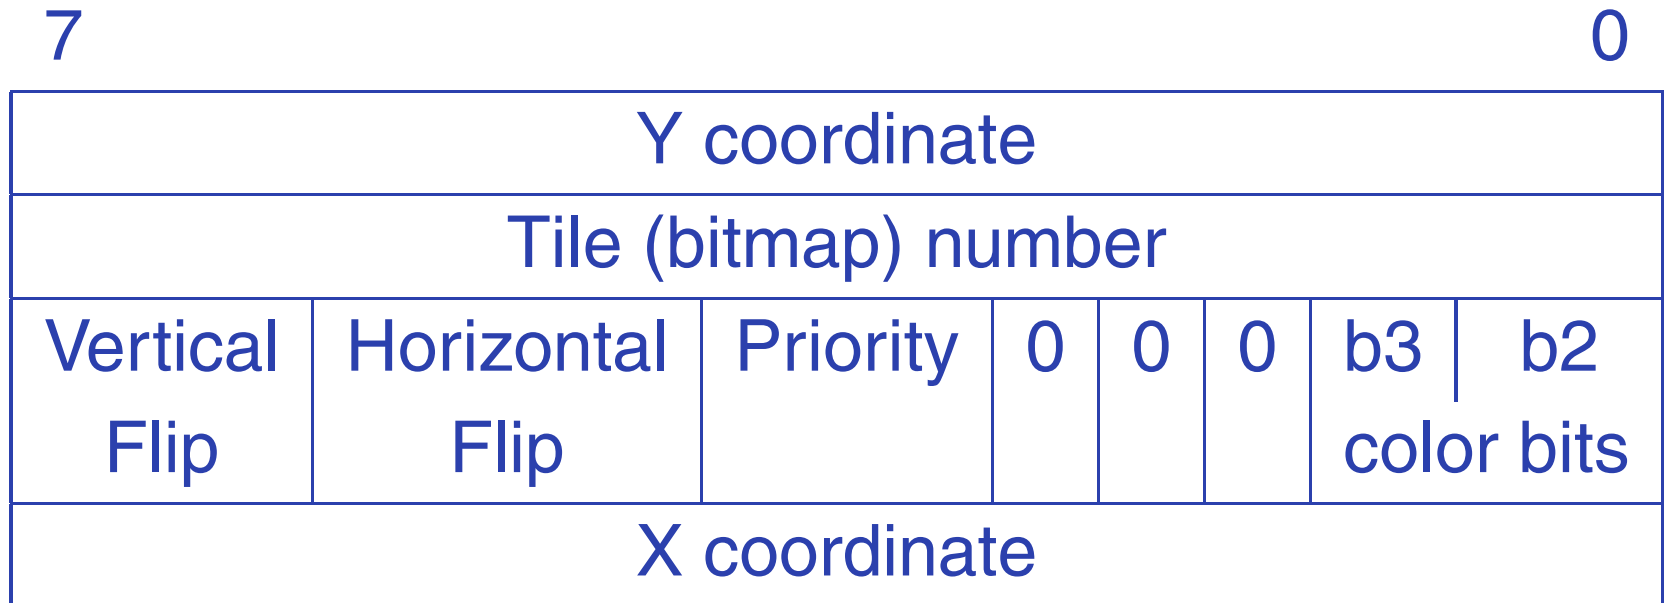 7 0
Y coordinate
Tile (bitmap) number
Vertical Horizontal Priority 0 0 0 b3 b2
Flip Flip color bits
X coordinate